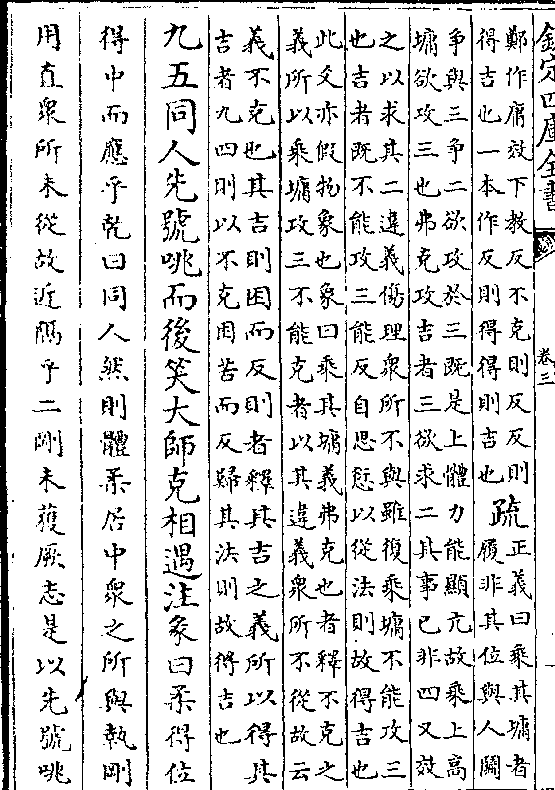 欽定四庫全書
卷三
鄭作庸效下教反不克則反反則
得吉也一本作反則得得則吉也
疏
正義曰乘其墉者
履非其位與人鬭
爭與三爭二欲攻於三既是上體力能顯亢故乘上高
墉欲攻三也弗克攻吉者三欲求二其事已非四又效
之以求其二違義傷理衆所不與雖復乘墉不能攻三
也吉者既不能攻三能反自思愆以從法則故得吉也
此爻亦假物象也象曰乘其墉義弗克也者釋不克之
義所以乘墉攻三不能克者以其違義衆所不從故云
義不克也其吉則困而反則者釋其吉之義所以得其
吉者九四則以不克困苦而反歸其法則故得吉也
九五同人先號咷而後笑大師克相遇注彖曰柔得位
得中而應乎乾曰同人然則體柔居中衆之所與執剛
用直衆所未從故近隔乎二剛未獲厥志是以先號咷